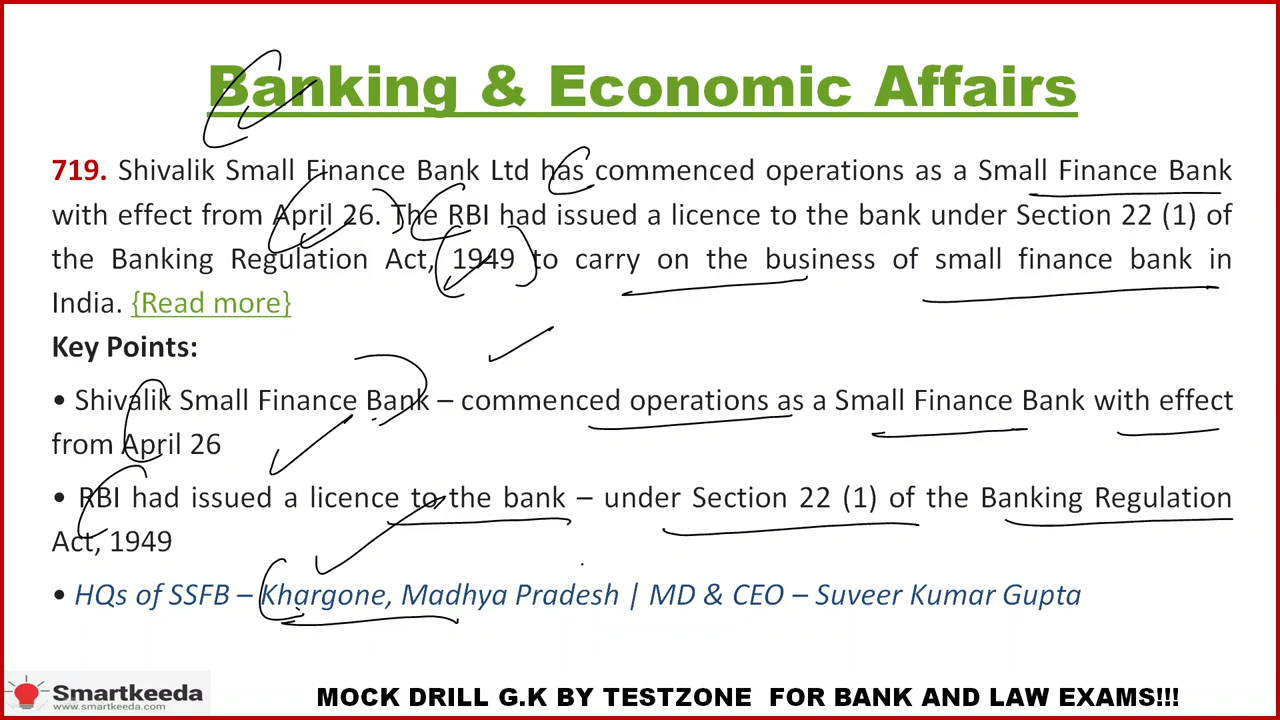 Banking & Economic Affairs
719. Shivalik Small Finance Bank Ltd has commenced operations as a Small Finance Bank
with effect from April 26. The RBI had issued a licence to the bank under Section 22 (1) of
the Banking Regulation Act, 1949 to carry on the business of small finance bank in
India. {Read more}
Key Points:
• Shivalik Small Finance Bank – commenced operations as a Small Finance Bank with effect
from April 26
• RBI had issued a licence to the bank – under Section 22 (1) of the Banking Regulation
Act, 1949
• HQs of SSFB – Khargone, Madhya Pradesh | MD & CEO – Suveer Kumar Gupta
Smartkeeda
www.smartkeeda.com
MOCK DRILL G.K BY TESTZONE FOR BANK AND LAW EXAMS!!!